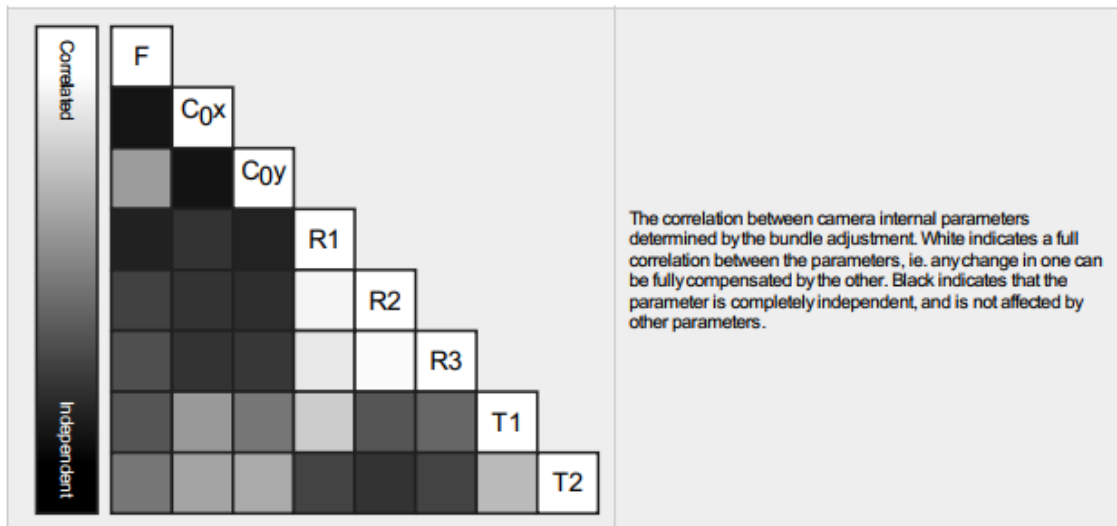 Correlated
Independent
F
C0x
C0y
R1
R2
R3
T1
T2
The correlation between camera internal parameters
determined by the bundle adjustment. White indicates a full
correlation between the parameters, ie. any change in one can
be fully compensated by the other. Black indicates that the
parameter is completely independent, and is not affected by
other parameters.